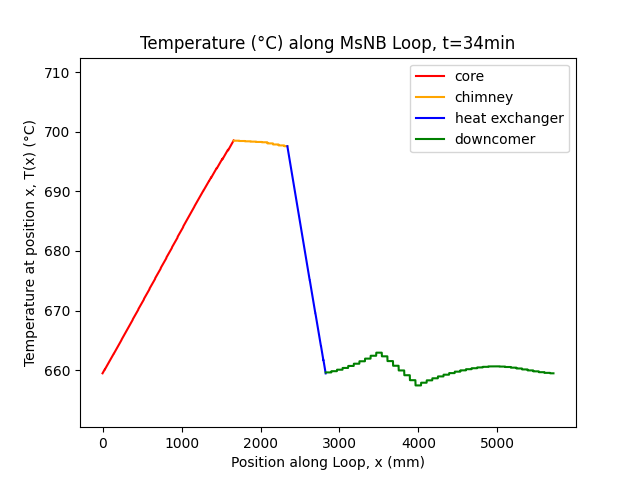 Temperature (°C) along MsNB Loop, t=34min
Temperature at position x, T(x) (°C)
710
700
690
680
670
660
0 1000 2000 3000 4000 5000
Position along Loop, x (mm)
core
chimney
heat exchanger
downcomer